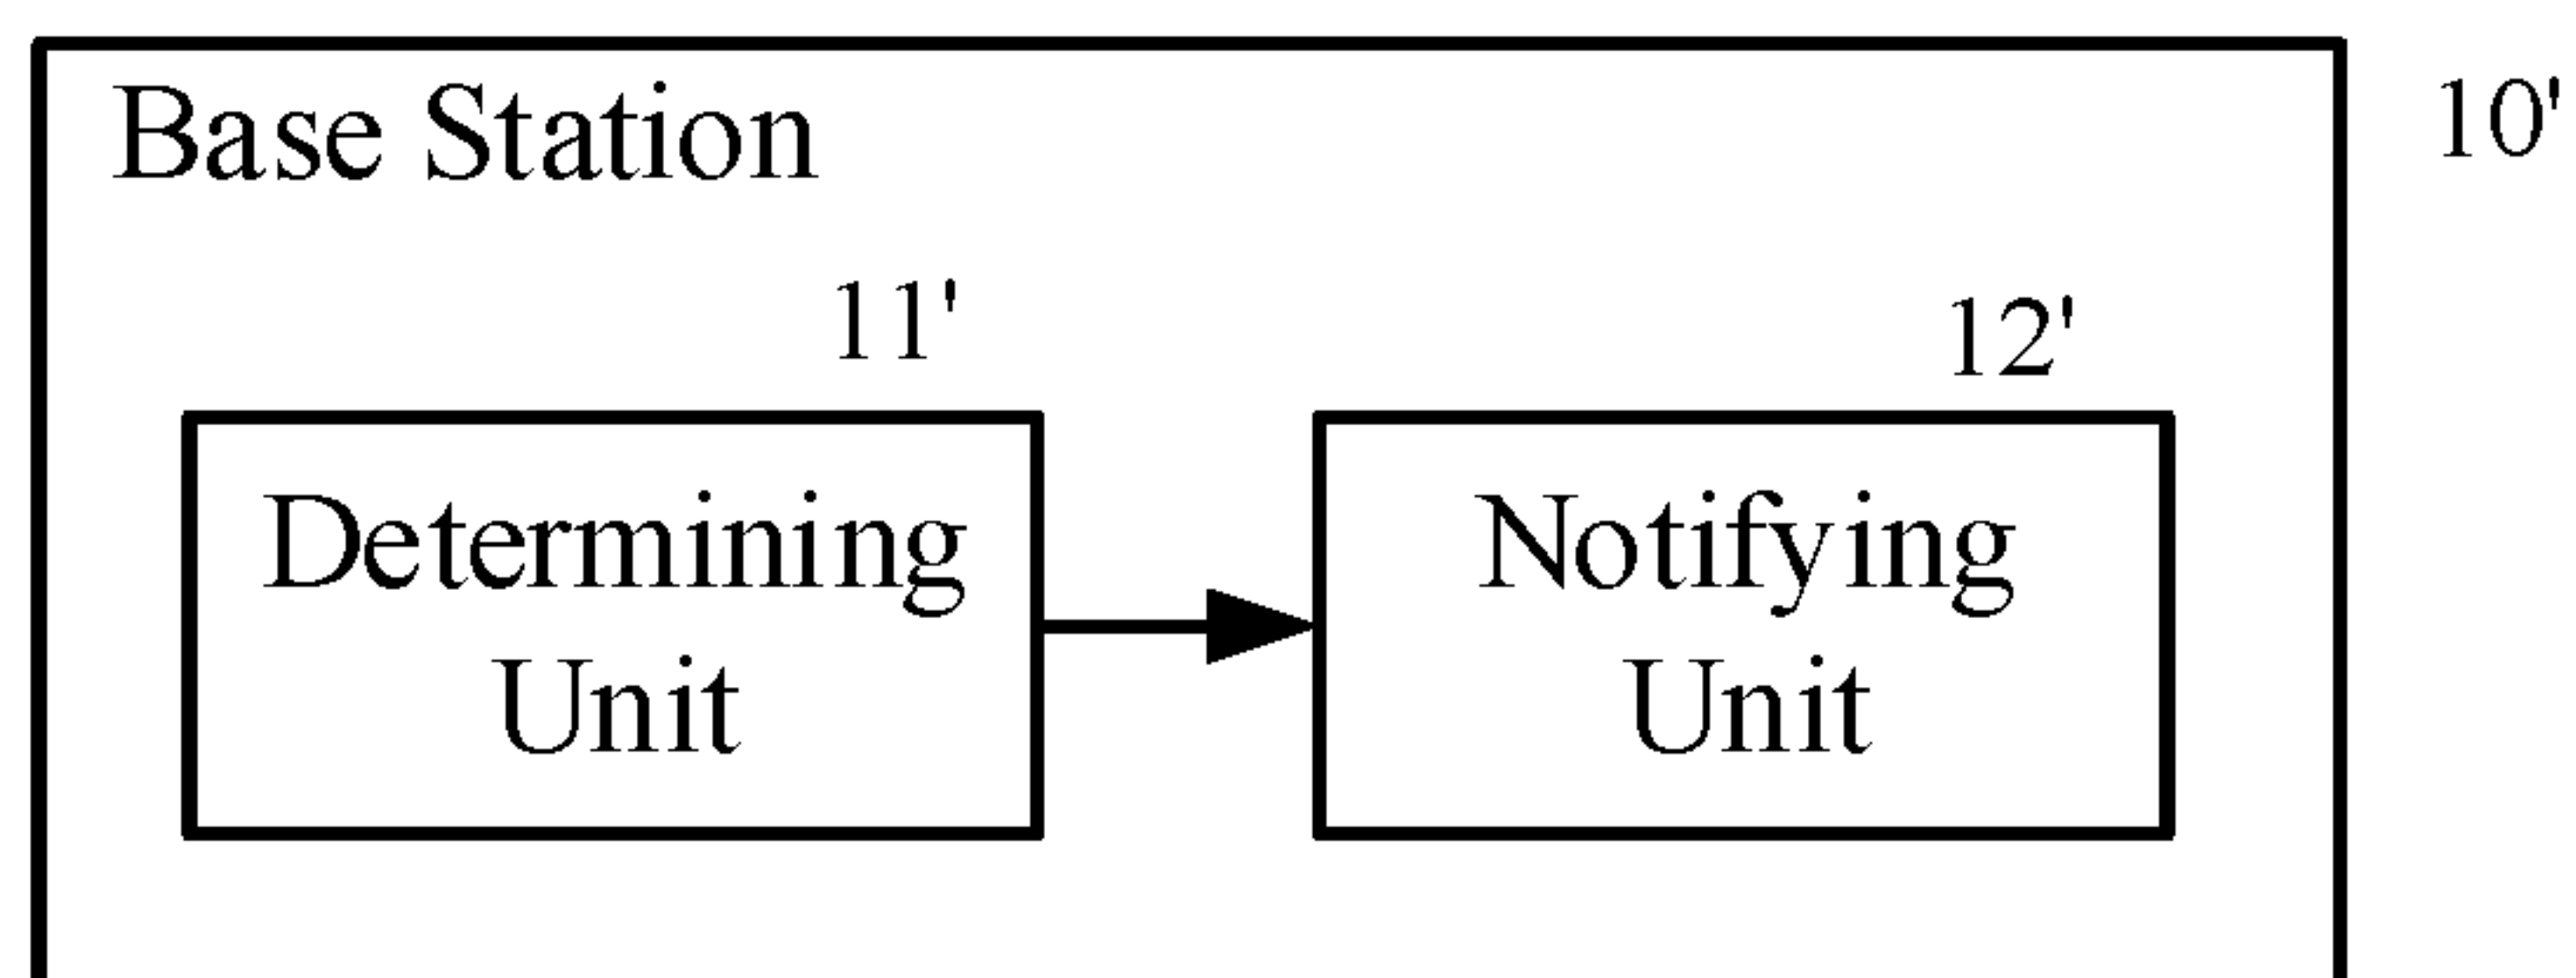 Base Station
10'
11'
12'
Determining
Unit
Notifying
Unit